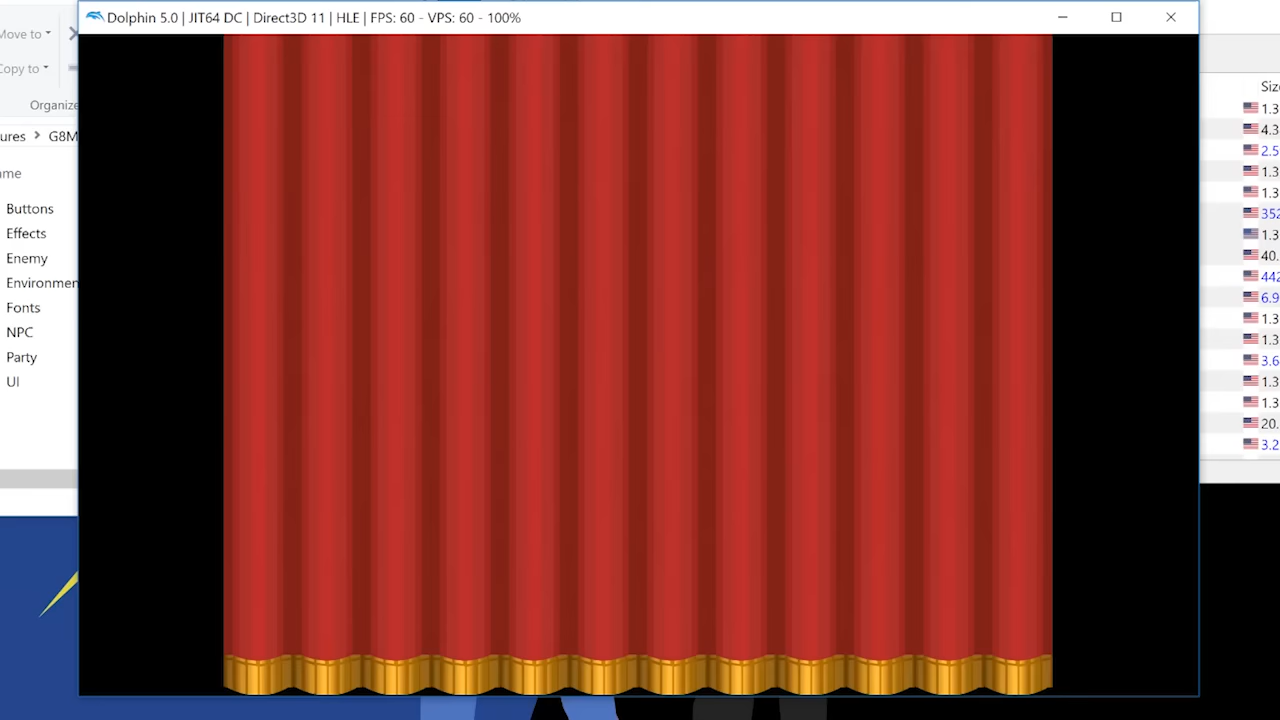 Dolphin 5.0 | JIT64 DC | Direct3D 11 | HLE | FPS: 60 - VPS: 60 - 100%
Move to
Copy to
Organize
ures > G8M
ame
Buttons
Effects
Enemy
Environmen
Fonts
NPC
Party
UI
Siz
1.3
4.3
2.5
1.3
1.3
352
1.3
40.
442
6.9
1.3
1.3
3.6
1.3
1.3
20.
3.2